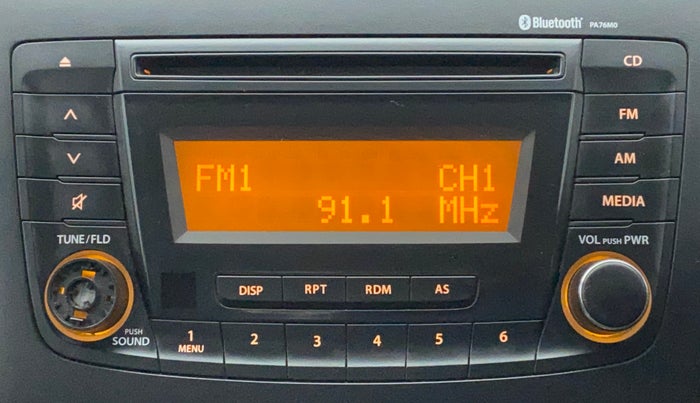 Bluetooth® PA76M0
CD
FM
AM
MEDIA
FM1 CH1
91.1 MHz
TUNE/FLD
VOL PUSH PWR
DISP RPT RDM AS
PUSH
SOUND
1 2 3 4 5 6
MENU